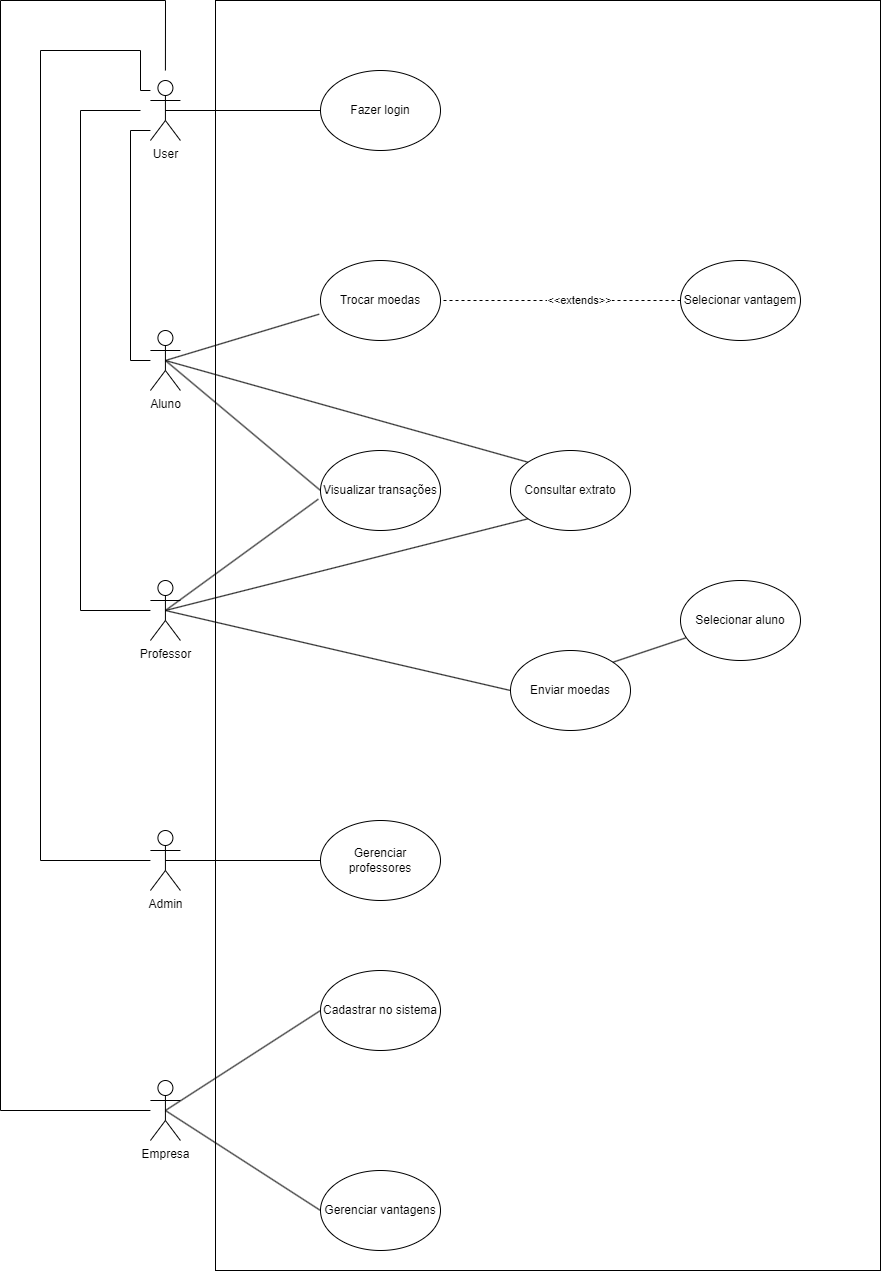 Fazer login
User
Trocar moedas
<<extends>>
Selecionar vantagem
Aluno
Visualizar transações
Consultar extrato
Selecionar aluno
Professor
Enviar moedas
Gerenciar
professores
Admin
Cadastrar no sistema
Empresa
Gerenciar vantagens